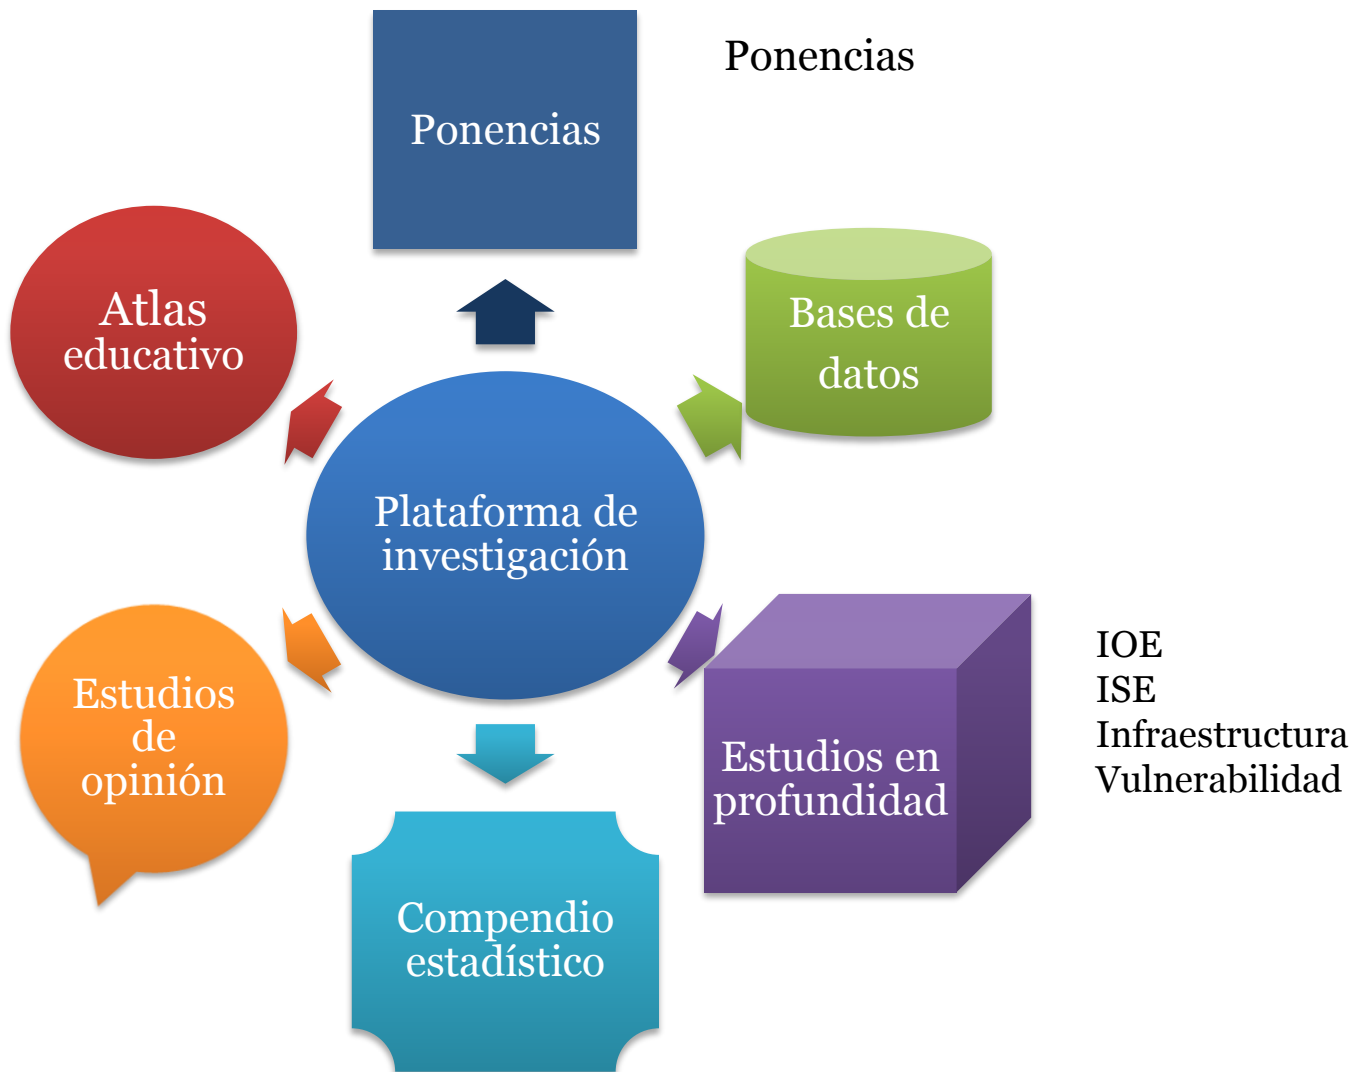 Ponencias
Ponencias
Atlas
educativo
Bases de
datos
Plataforma de
investigación
Estudios
de
opinión
Estudios en
profundidad
IOE
ISE
Infraestructura
Vulnerabilidad
Compendio
estadístico